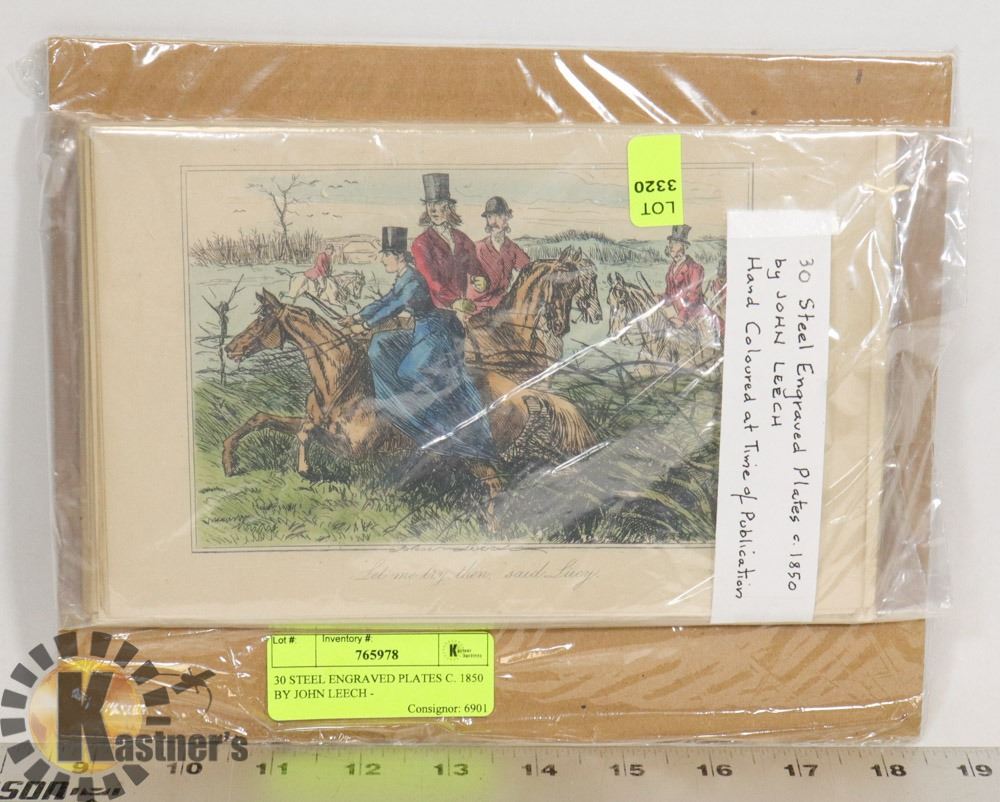 LOT
3320
30 Steel Engraved Plates c. 1850
by JOHN LEECH
Hand Coloured at Time of Publication
"Let me try, then," said Lucy.
Lot #: Inventory #:
765978
Kastner
Auctions
30 STEEL ENGRAVED PLATES C. 1850
BY JOHN LEECH -
Consignor: 6901
Kastner's
9 10 11 12 13 14 15 16 17 18 19